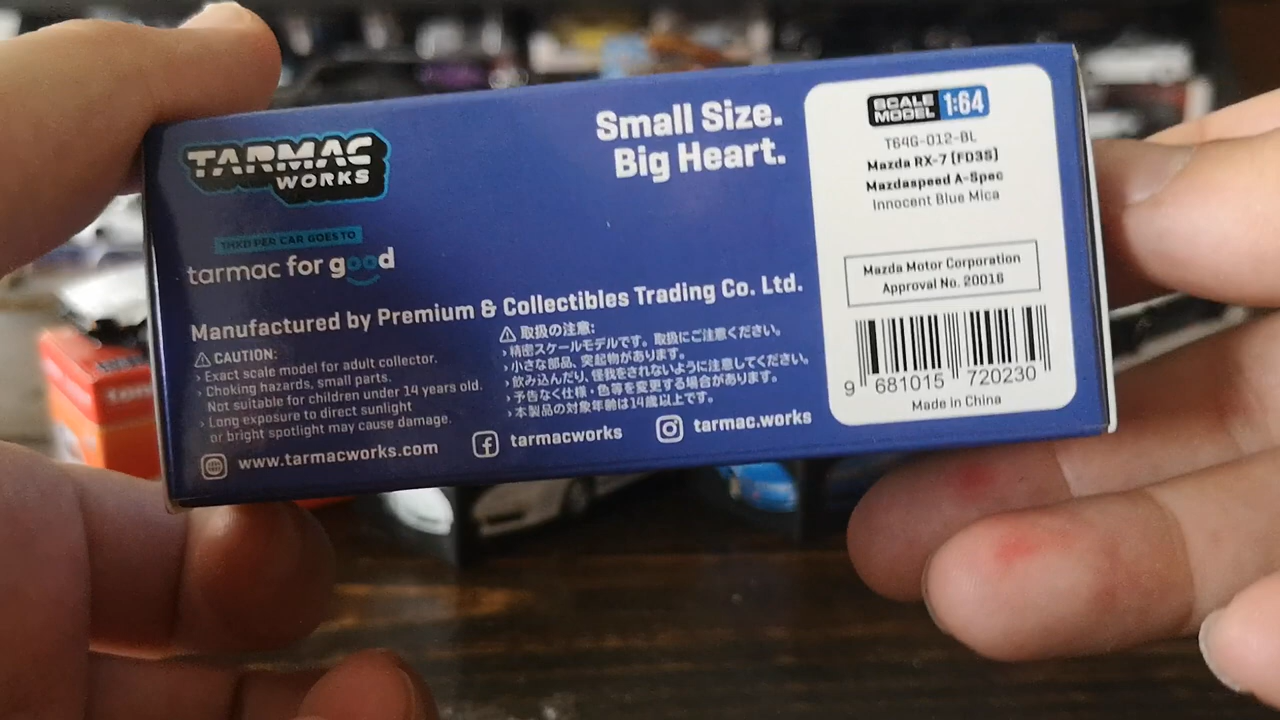 TARMAC
WORKS
Small Size.
Big Heart.
1HKD PER CAR GOES TO
tarmac for good
Manufactured by Premium & Collectibles Trading Co. Ltd.
CAUTION:
› Exact scale model for adult collector.
› Choking hazards, small parts.
Not suitable for children under 14 years old.
› Long exposure to direct sunlight
or bright spotlight may cause damage.
取扱の注意:
› 精密スケールモデルです。取扱にご注意ください。
› 小さな部品、突起物があります。
› 飲み込んだり、怪我をされないように注意してください。
› 予告なく仕様・色等を変更する場合があります。
› 本製品の対象年齢は14歳以上です。
www.tarmacworks.com
tarmacworks
tarmac.works
SCALE
MODEL 1:64
T64G-012-BL
Mazda RX-7 (FD3S)
Mazdaspeed A-Spec
Innocent Blue Mica
Mazda Motor Corporation
Approval No. 20016
9 681015 720230
Made in China